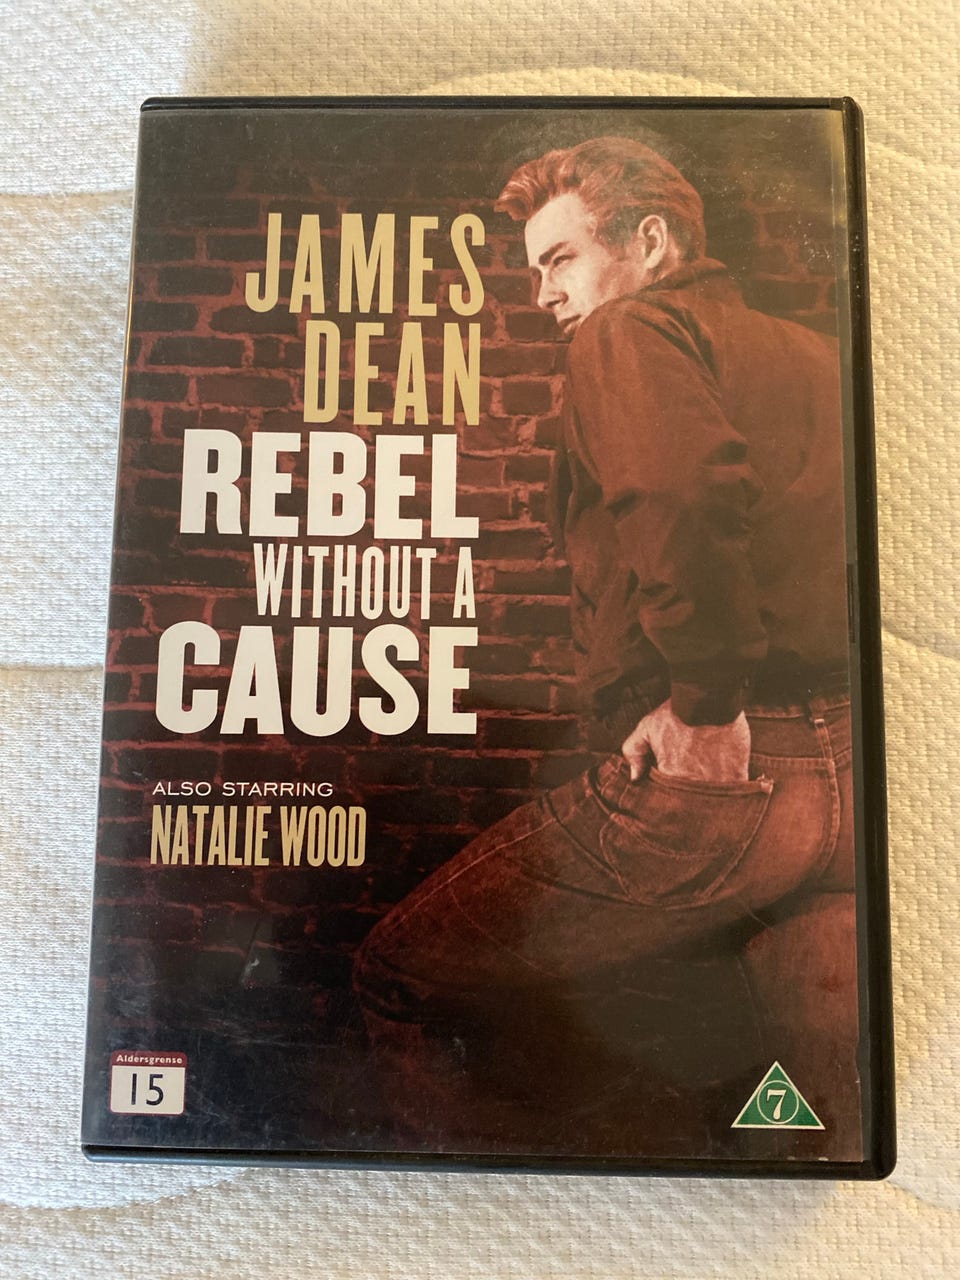 JAMES
DEAN
REBEL
WITHOUT A
CAUSE
ALSO STARRING
NATALIE WOOD
Aldersgrense
15
7